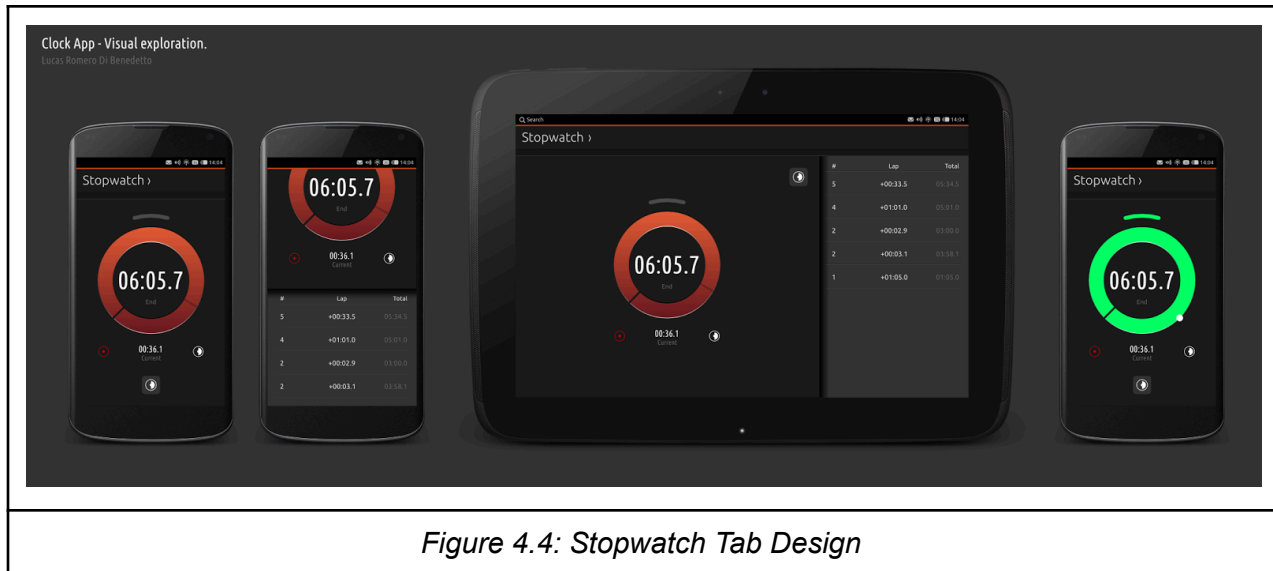 Clock App - Visual exploration.
Lucas Romero Di Benedetto
14:04
Stopwatch ›
06:05.7
End
00:36.1
Current
14:04
06:05.7
End
00:36.1
Current
# Lap Total
5 +00:33.5 05:34.5
4 +01:01.0 05:01.0
2 +00:02.9 03:00.0
2 +00:03.1 03:58.1
Search 14:04
Stopwatch ›
06:05.7
End
00:36.1
Current
# Lap Total
5 +00:33.5 05:34.5
4 +01:01.0 05:01.0
2 +00:02.9 03:00.0
2 +00:03.1 03:58.1
1 +01:05.0 01:05.0
14:04
Stopwatch ›
06:05.7
End
00:36.1
Current
Figure 4.4: Stopwatch Tab Design